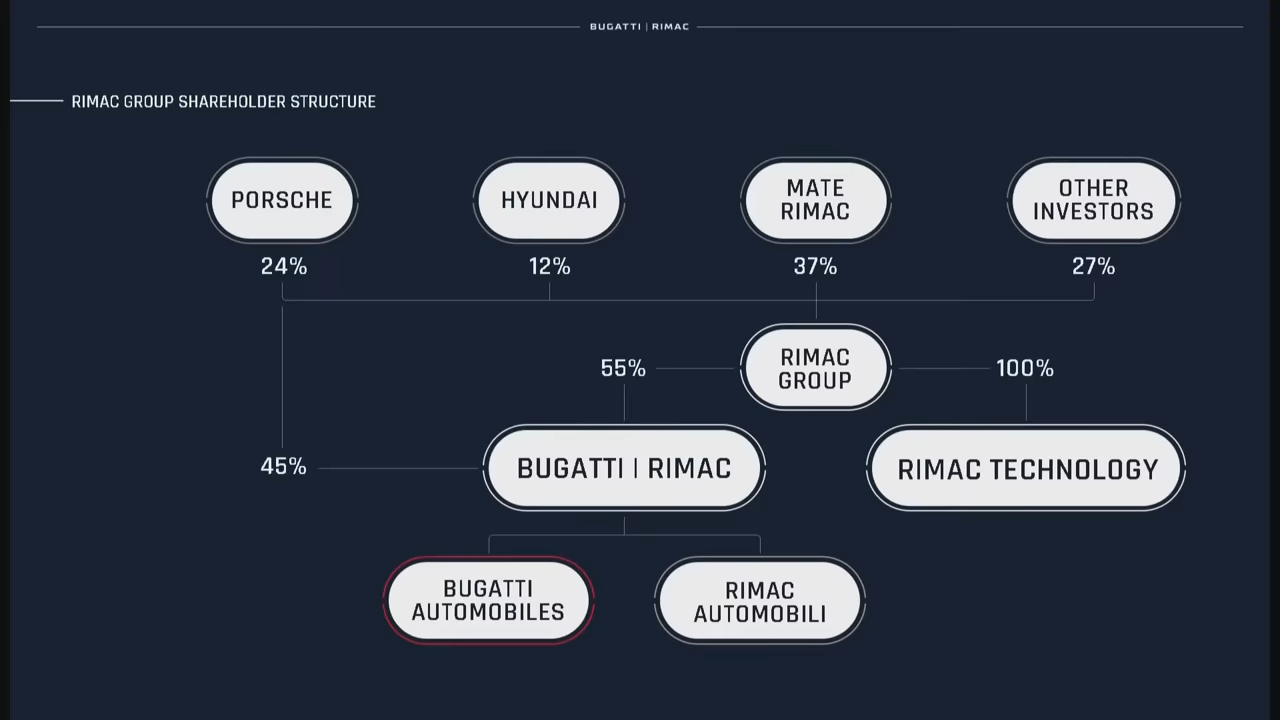 BUGATTI | RIMAC
RIMAC GROUP SHAREHOLDER STRUCTURE
PORSCHE
HYUNDAI
MATE
RIMAC
OTHER
INVESTORS
24%
12%
37%
27%
RIMAC
GROUP
55%
100%
45%
BUGATTI | RIMAC
RIMAC TECHNOLOGY
BUGATTI
AUTOMOBILES
RIMAC
AUTOMOBILI